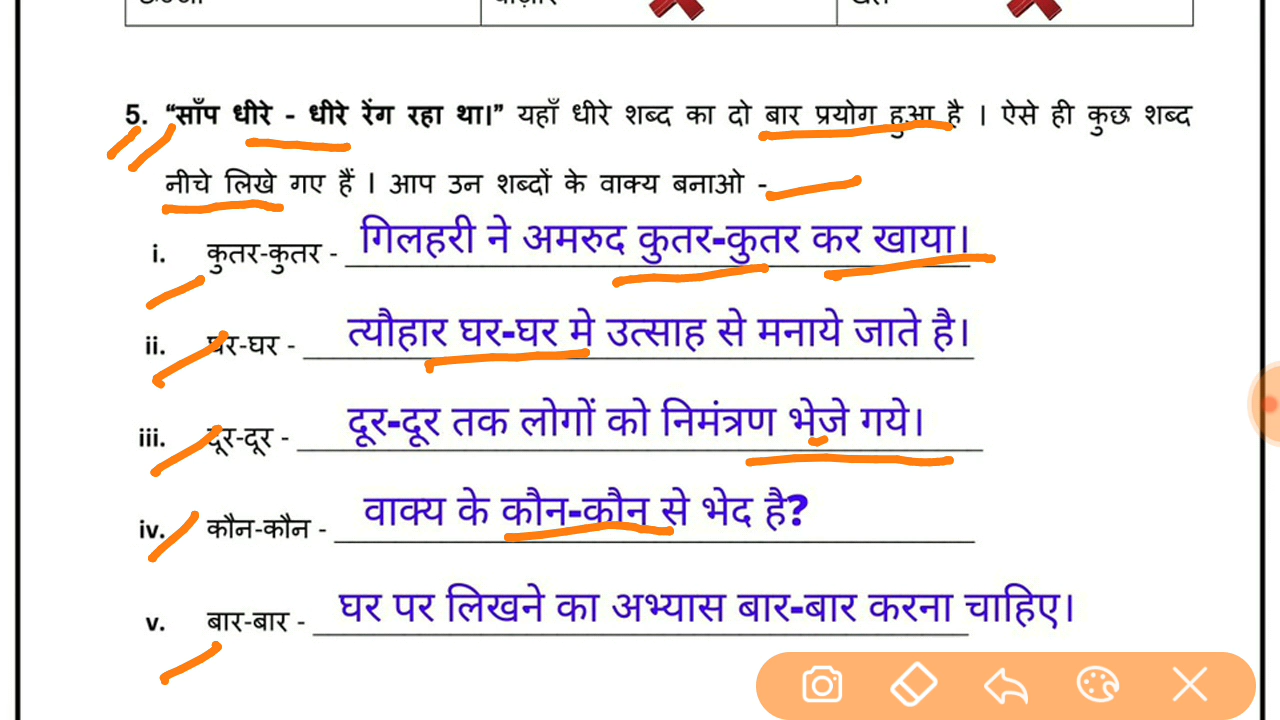 5. “साँप धीरे - धीरे रेंग रहा था।” यहाँ धीरे शब्द का दो बार प्रयोग हुआ है । ऐसे ही कुछ शब्द
नीचे लिखे गए हैं । आप उन शब्दों के वाक्य बनाओ -
i. कुतर-कुतर - गिलहरी ने अमरुद कुतर-कुतर कर खाया।
ii. घर-घर - त्यौहार घर-घर मे उत्साह से मनाये जाते है।
iii. दूर-दूर - दूर-दूर तक लोगों को निमंत्रण भेजे गये।
iv. कौन-कौन - वाक्य के कौन-कौन से भेद है?
v. बार-बार - घर पर लिखने का अभ्यास बार-बार करना चाहिए।